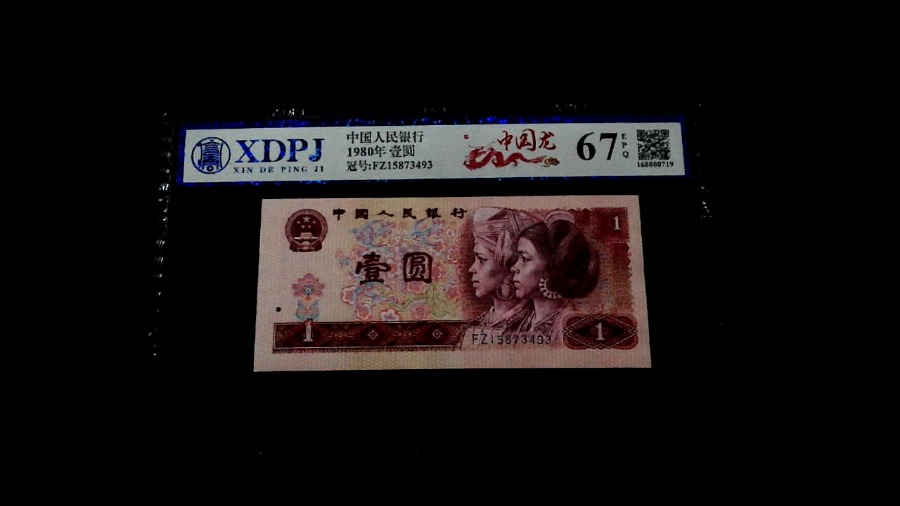 XDPJ
XIN DE PING JI
中国人民银行
1980年 壹圆
冠号:FZ15873493
中国龙
67
EPQ
168000719
中国人民银行
1
壹圆
1
FZ15873493
1